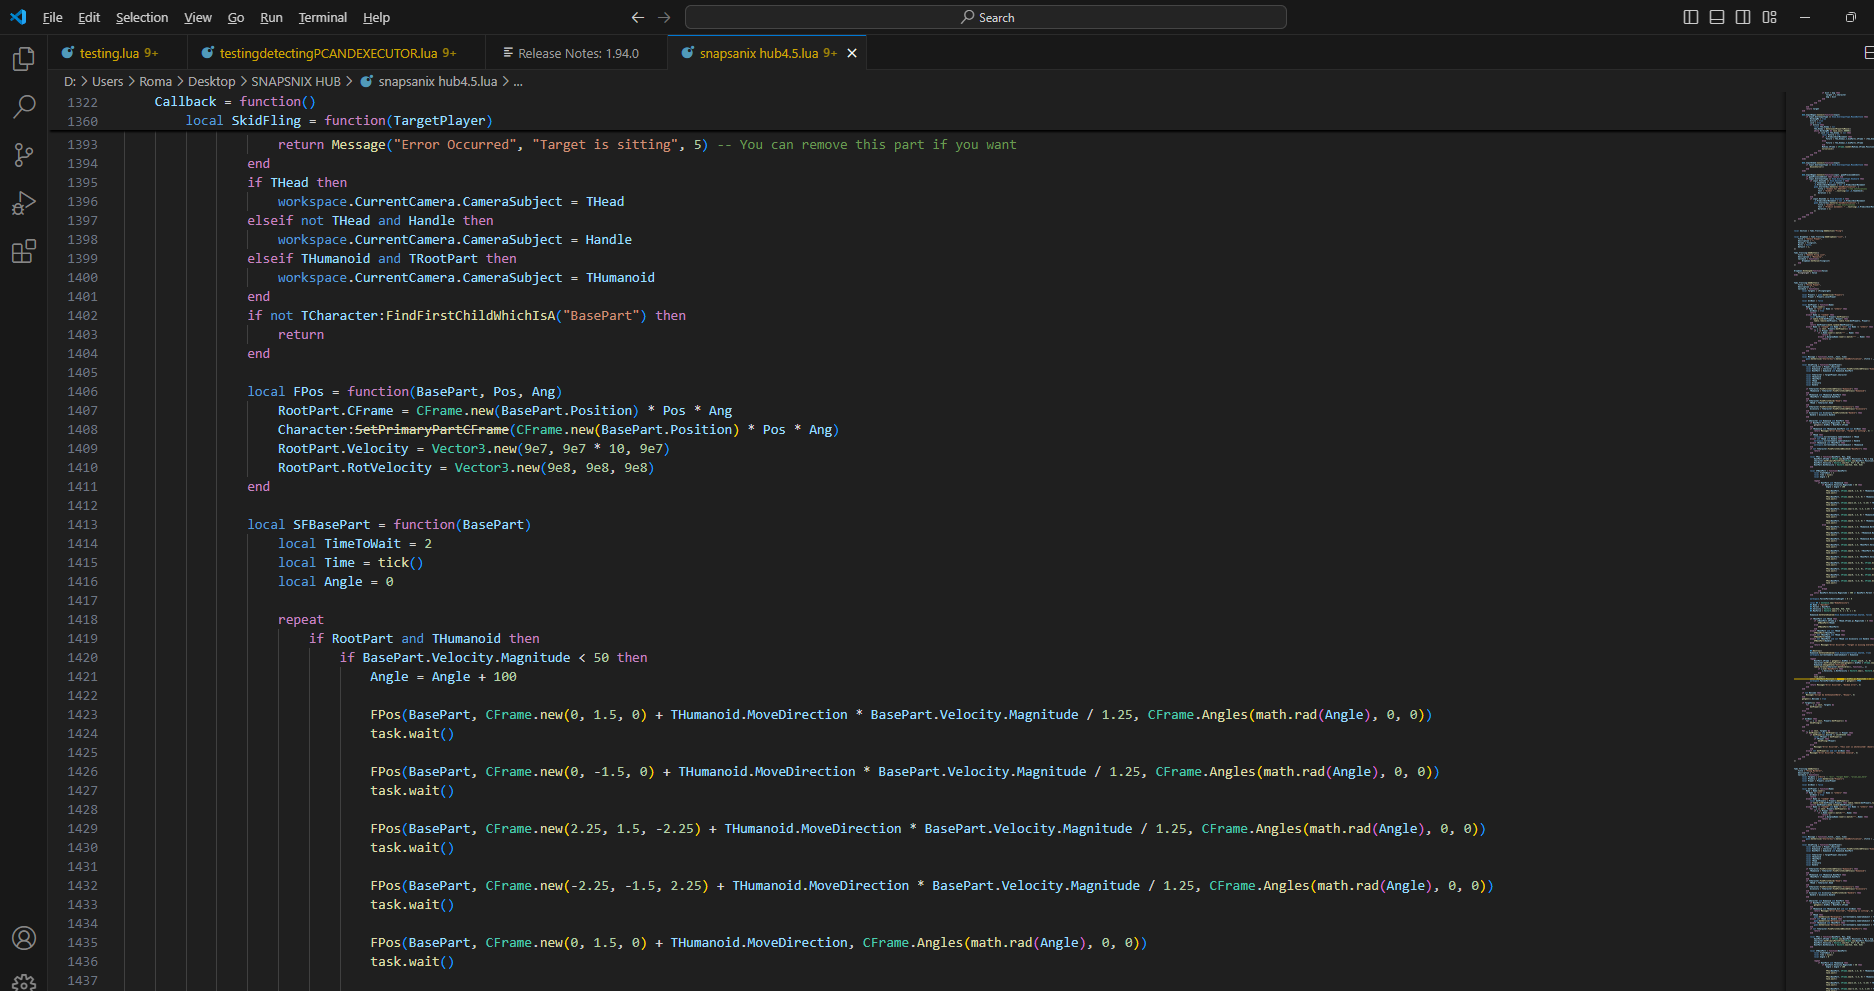 File Edit Selection View Go Run Terminal Help
Search
testing.lua 9+
testingdetectingPCANDEXECUTOR.lua 9+
Release Notes: 1.94.0
snapsanix hub4.5.lua 9+
D: > Users > Roma > Desktop > SNAPSNIX HUB > snapsanix hub4.5.lua > ...
1322 Callback = function()
1360 local SkidFling = function(TargetPlayer)
1393 return Message("Error Occurred", "Target is sitting", 5) -- You can remove this part if you want
1394 end
1395 if THead then
1396 workspace.CurrentCamera.CameraSubject = THead
1397 elseif not THead and Handle then
1398 workspace.CurrentCamera.CameraSubject = Handle
1399 elseif THumanoid and TRootPart then
1400 workspace.CurrentCamera.CameraSubject = THumanoid
1401 end
1402 if not TCharacter:FindFirstChildWhichIsA("BasePart") then
1403 return
1404 end
1405
1406 local FPos = function(BasePart, Pos, Ang)
1407 RootPart.CFrame = CFrame.new(BasePart.Position) * Pos * Ang
1408 Character:SetPrimaryPartCFrame(CFrame.new(BasePart.Position) * Pos * Ang)
1409 RootPart.Velocity = Vector3.new(9e7, 9e7 * 10, 9e7)
1410 RootPart.RotVelocity = Vector3.new(9e8, 9e8, 9e8)
1411 end
1412
1413 local SFBasePart = function(BasePart)
1414 local TimeToWait = 2
1415 local Time = tick()
1416 local Angle = 0
1417
1418 repeat
1419 if RootPart and THumanoid then
1420 if BasePart.Velocity.Magnitude < 50 then
1421 Angle = Angle + 100
1422
1423 FPos(BasePart, CFrame.new(0, 1.5, 0) + THumanoid.MoveDirection * BasePart.Velocity.Magnitude / 1.25, CFrame.Angles(math.rad(Angle), 0, 0))
1424 task.wait()
1425
1426 FPos(BasePart, CFrame.new(0, -1.5, 0) + THumanoid.MoveDirection * BasePart.Velocity.Magnitude / 1.25, CFrame.Angles(math.rad(Angle), 0, 0))
1427 task.wait()
1428
1429 FPos(BasePart, CFrame.new(2.25, 1.5, -2.25) + THumanoid.MoveDirection * BasePart.Velocity.Magnitude / 1.25, CFrame.Angles(math.rad(Angle), 0, 0))
1430 task.wait()
1431
1432 FPos(BasePart, CFrame.new(-2.25, -1.5, 2.25) + THumanoid.MoveDirection * BasePart.Velocity.Magnitude / 1.25, CFrame.Angles(math.rad(Angle), 0, 0))
1433 task.wait()
1434
1435 FPos(BasePart, CFrame.new(0, 1.5, 0) + THumanoid.MoveDirection, CFrame.Angles(math.rad(Angle), 0, 0))
1436 task.wait()
1437